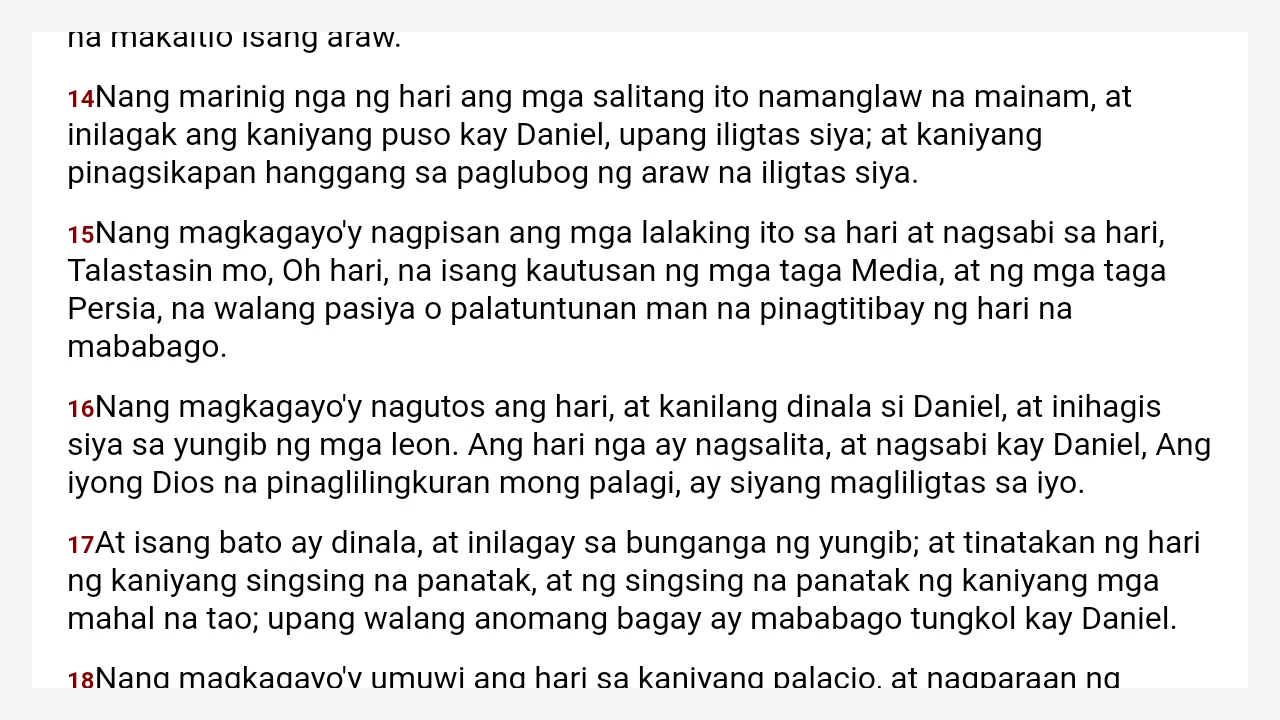 na makaitlo isang araw.
14Nang marinig nga ng hari ang mga salitang ito namanglaw na mainam, at
inilagak ang kaniyang puso kay Daniel, upang iligtas siya; at kaniyang
pinagsikapan hanggang sa paglubog ng araw na iligtas siya.
15Nang magkagayo'y nagpisan ang mga lalaking ito sa hari at nagsabi sa hari,
Talastasin mo, Oh hari, na isang kautusan ng mga taga Media, at ng mga taga
Persia, na walang pasiya o palatuntunan man na pinagtitibay ng hari na
mababago.
16Nang magkagayo'y nagutos ang hari, at kanilang dinala si Daniel, at inihagis
siya sa yungib ng mga leon. Ang hari nga ay nagsalita, at nagsabi kay Daniel, Ang
iyong Dios na pinaglilingkuran mong palagi, ay siyang magliligtas sa iyo.
17At isang bato ay dinala, at inilagay sa bunganga ng yungib; at tinatakan ng hari
ng kaniyang singsing na panatak, at ng singsing na panatak ng kaniyang mga
mahal na tao; upang walang anomang bagay ay mababago tungkol kay Daniel.
18Nang magkagayo'y umuwi ang hari sa kaniyang palacio, at nagparaan ng